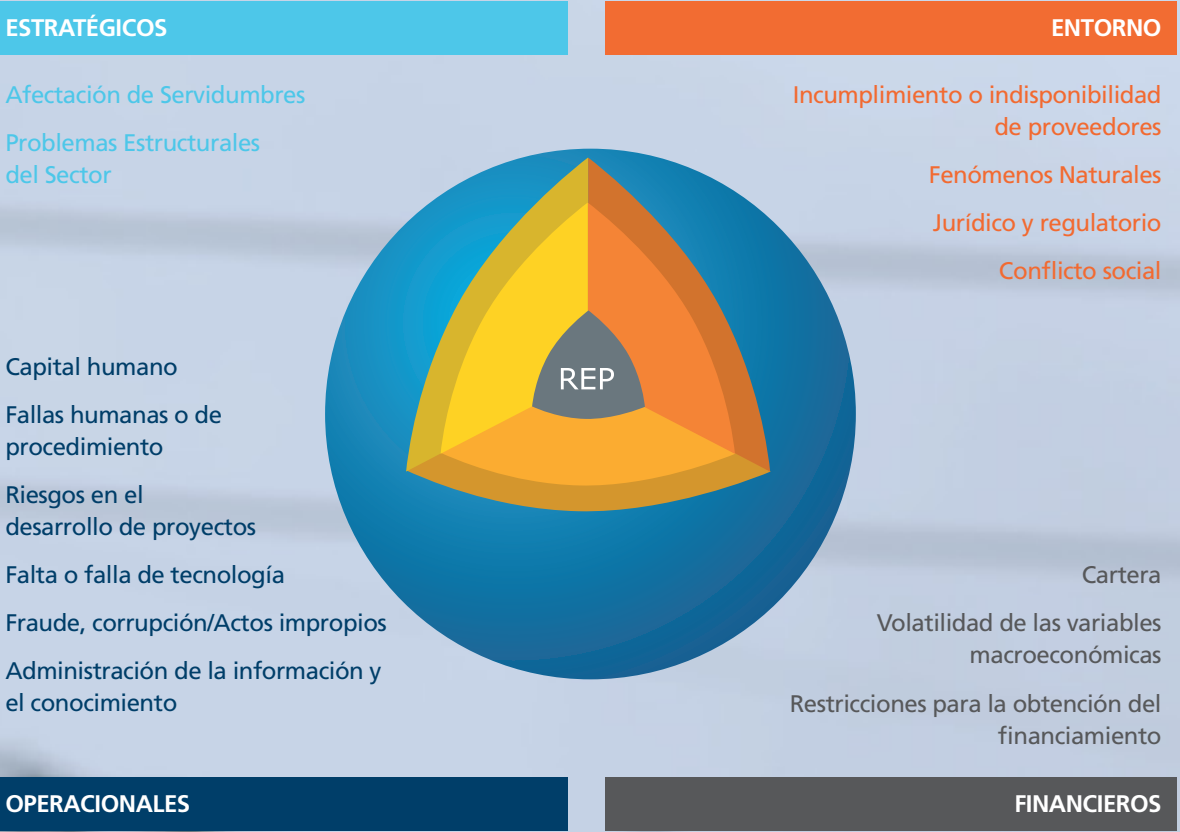 ESTRATÉGICOS
Afectación de Servidumbres
Problemas Estructurales
del Sector
ENTORNO
Incumplimiento o indisponibilidad
de proveedores
Fenómenos Naturales
Jurídico y regulatorio
Conflicto social
REP
Capital humano
Fallas humanas o de
procedimiento
Riesgos en el
desarrollo de proyectos
Falta o falla de tecnología
Fraude, corrupción/Actos impropios
Administración de la información y
el conocimiento
OPERACIONALES
Cartera
Volatilidad de las variables
macroeconómicas
Restricciones para la obtención del
financiamiento
FINANCIEROS